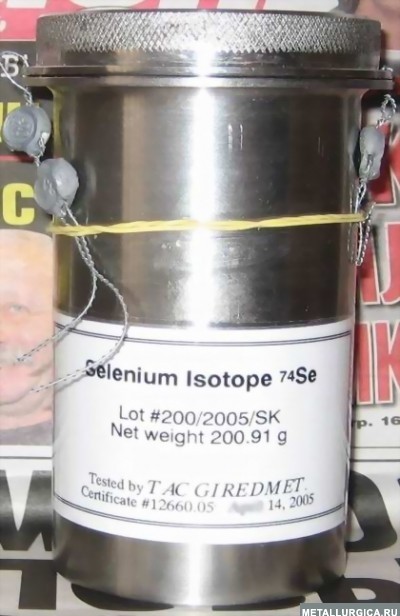 Selenium Isotope ⁷⁴Se
Lot #200/2005/SK
Net weight 200.91 g
Tested by TAC GIREDMET.
Certificate #12660.05 April 14, 2005
METALLURGICA.RU